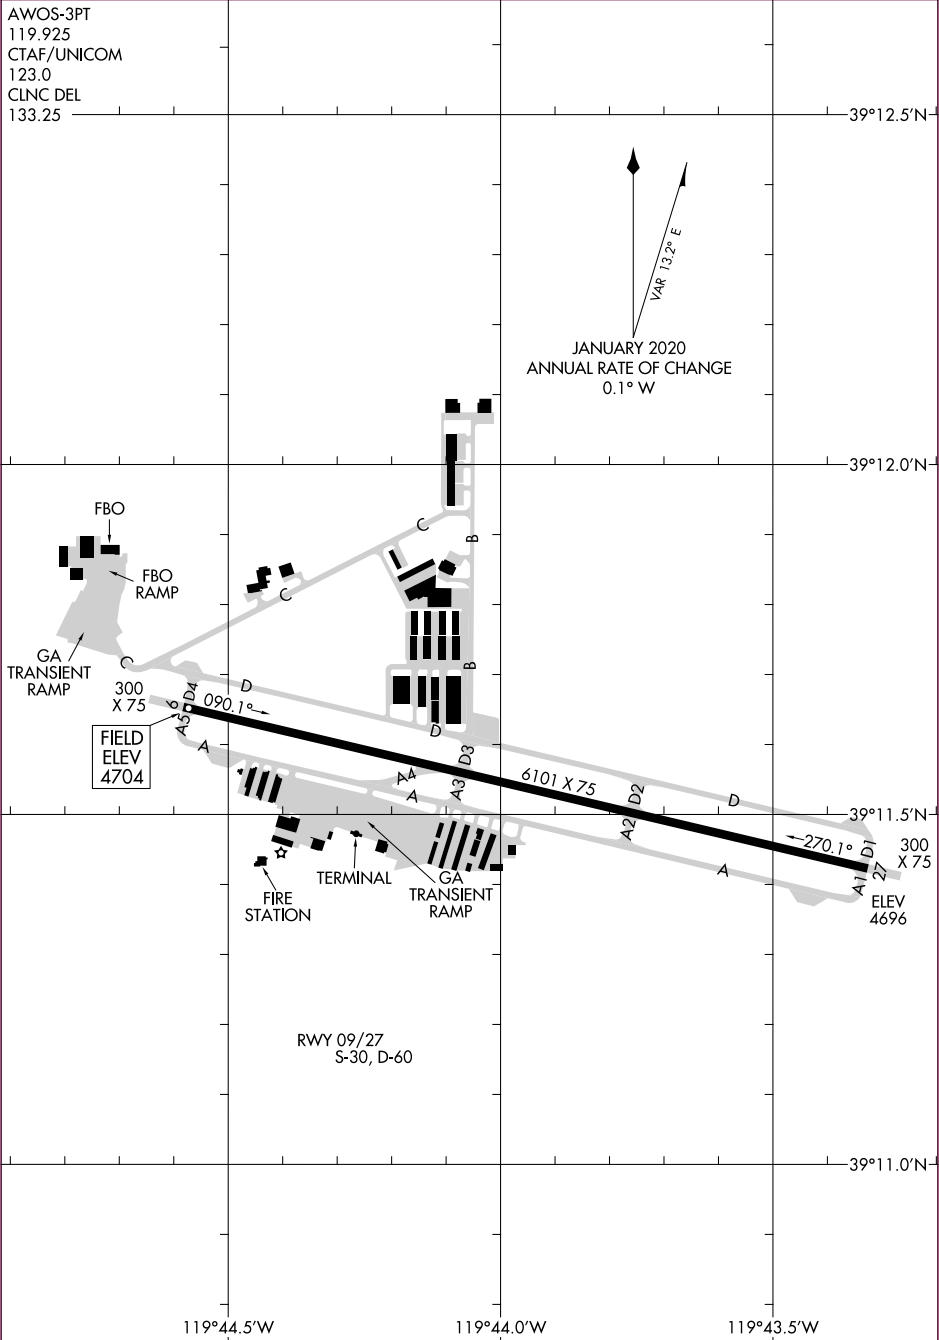 AWOS-3PT
119.925
CTAF/UNICOM
123.0
CLNC DEL
133.25
39°12.5'N
VAR 13.2° E
JANUARY 2020
ANNUAL RATE OF CHANGE
0.1° W
39°12.0'N
FBO
C
B
FBO
RAMP
C
GA
TRANSIENT
RAMP
C
B
D
D4
300
X 75
9
090.1°
A5
A
D
D3
FIELD
ELEV
4704
A4
A
A3
6101 X 75
D2
D
A2
39°11.5'N
270.1°
D1
300
X 75
27
A1
A
ELEV
4696
TERMINAL
GA
TRANSIENT
RAMP
FIRE
STATION
RWY 09/27
S-30, D-60
39°11.0'N
119°44.5'W
119°44.0'W
119°43.5'W